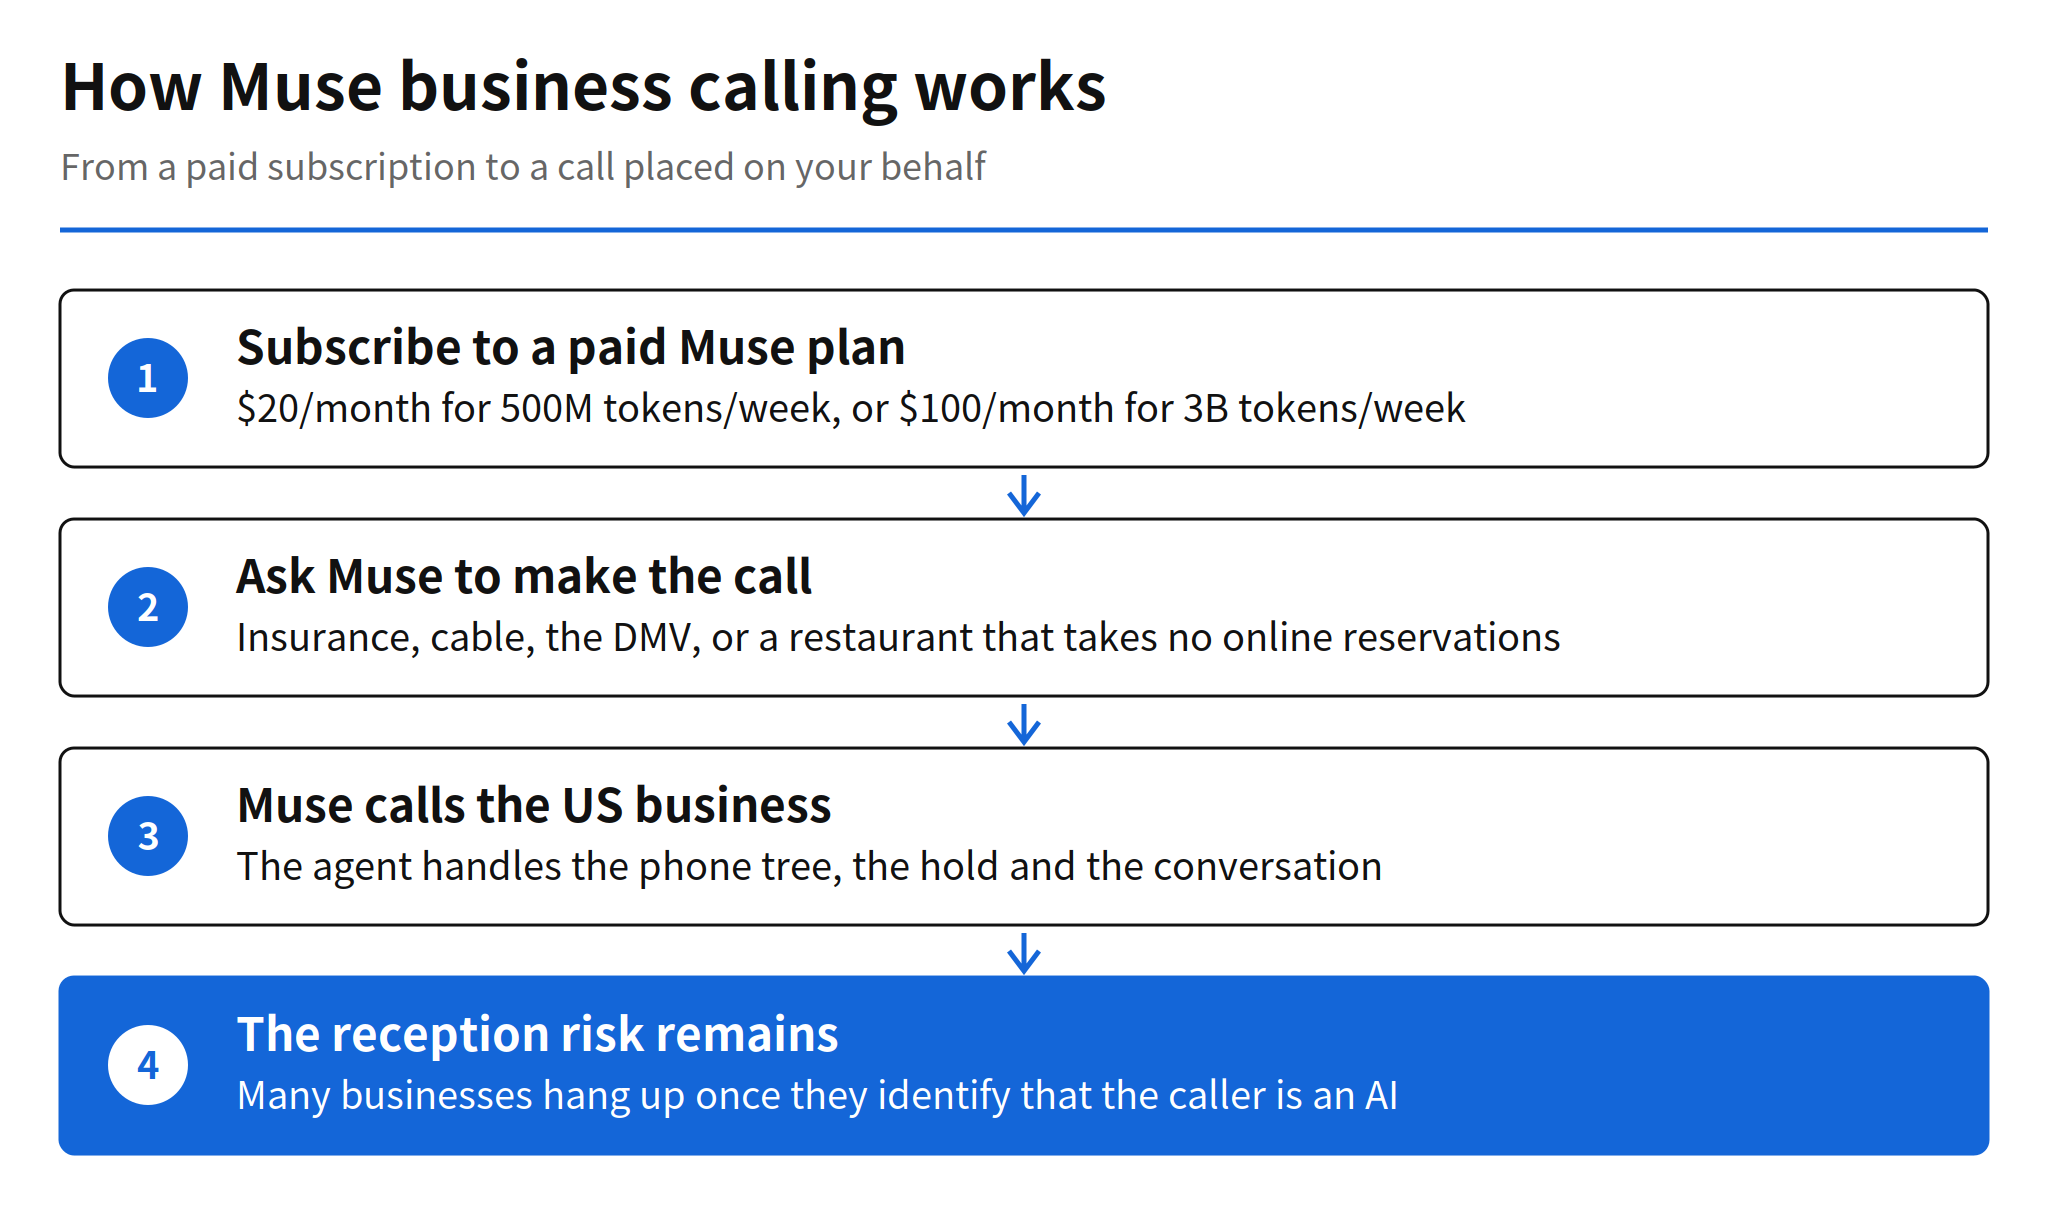 How Muse business calling works
From a paid subscription to a call placed on your behalf
1
Subscribe to a paid Muse plan
$20/month for 500M tokens/week, or $100/month for 3B tokens/week
2
Ask Muse to make the call
Insurance, cable, the DMV, or a restaurant that takes no online reservations
3
Muse calls the US business
The agent handles the phone tree, the hold and the conversation
4
The reception risk remains
Many businesses hang up once they identify that the caller is an AI